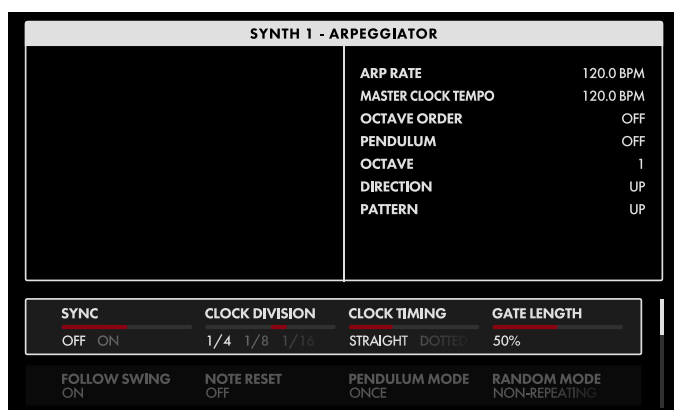 SYNTH 1 - ARPEGGIATOR
ARP RATE 120.0 BPM
MASTER CLOCK TEMPO 120.0 BPM
OCTAVE ORDER OFF
PENDULUM OFF
OCTAVE 1
DIRECTION UP
PATTERN UP
SYNC CLOCK DIVISION CLOCK TIMING GATE LENGTH
OFF ON 1/4 1/8 1/16 STRAIGHT DOTTED 50%
FOLLOW SWING NOTE RESET PENDULUM MODE RANDOM MODE
ON OFF ONCE NON-REPEATING